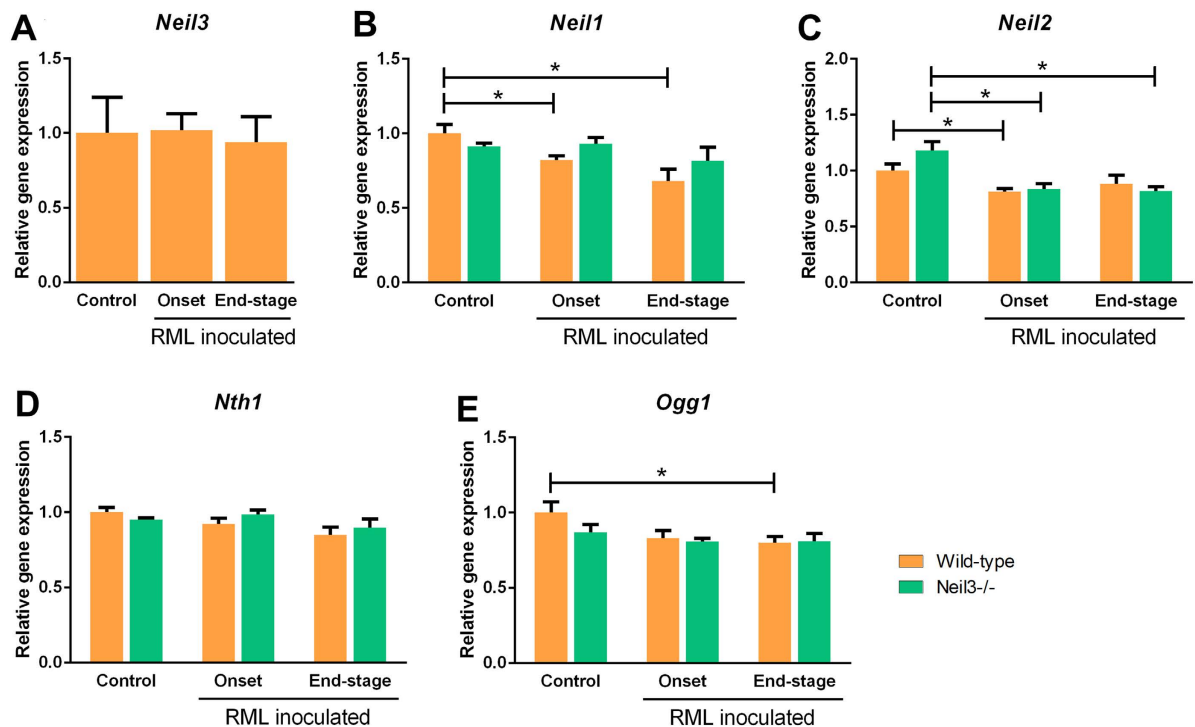 A
Neil3
Relative gene expression
1.5
1.0
0.5
0.0
Control
Onset
End-stage
RML inoculated
B
Neil1
Relative gene expression
1.5
1.0
0.5
0.0
*
*
Control
Onset
End-stage
RML inoculated
C
Neil2
Relative gene expression
2.0
1.5
1.0
0.5
0.0
*
*
*
Control
Onset
End-stage
RML inoculated
D
Nth1
Relative gene expression
1.5
1.0
0.5
0.0
Control
Onset
End-stage
RML inoculated
E
Ogg1
Relative gene expression
1.5
1.0
0.5
0.0
*
Control
Onset
End-stage
RML inoculated
Wild-type
Neil3-/-